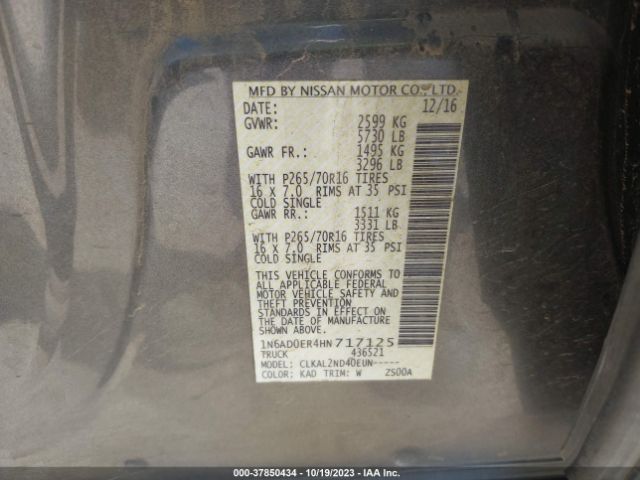 MFD BY NISSAN MOTOR CO.,LTD.
DATE: 12/16
GVWR: 2599 KG
5730 LB
GAWR FR.: 1495 KG
3296 LB
WITH P265/70R16 TIRES
16 X 7.0 RIMS AT 35 PSI
COLD SINGLE
GAWR RR.: 1511 KG
3331 LB
WITH P265/70R16 TIRES
16 X 7.0 RIMS AT 35 PSI
COLD SINGLE
THIS VEHICLE CONFORMS TO
ALL APPLICABLE FEDERAL
MOTOR VEHICLE SAFETY AND
THEFT PREVENTION
STANDARDS IN EFFECT ON
THE DATE OF MANUFACTURE
SHOWN ABOVE.
1N6AD0ER4HN717125
TRUCK 436521
MODEL: CLKAL2ND40EUN-----
COLOR: KAD TRIM: W 2S00A
000-37850434 - 10/19/2023 - IAAI.com